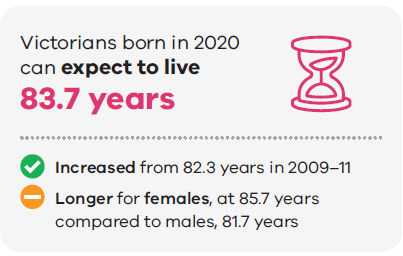 Victorians born in 2020
can expect to live
83.7 years
Increased from 82.3 years in 2009–11
Longer for females, at 85.7 years
compared to males, 81.7 years